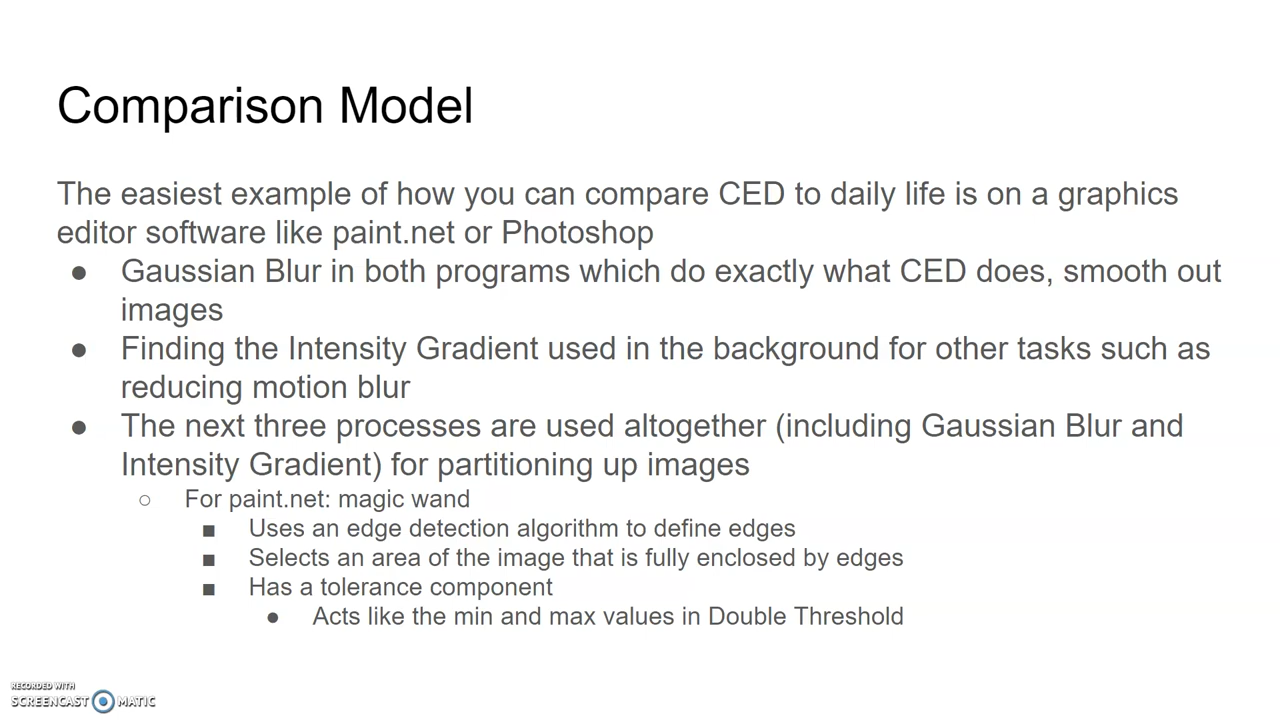 Comparison Model
The easiest example of how you can compare CED to daily life is on a graphics
editor software like paint.net or Photoshop
● Gaussian Blur in both programs which do exactly what CED does, smooth out
images
● Finding the Intensity Gradient used in the background for other tasks such as
reducing motion blur
● The next three processes are used altogether (including Gaussian Blur and
Intensity Gradient) for partitioning up images
○ For paint.net: magic wand
■ Uses an edge detection algorithm to define edges
■ Selects an area of the image that is fully enclosed by edges
■ Has a tolerance component
● Acts like the min and max values in Double Threshold
RECORDED WITH
SCREENCAST MATIC